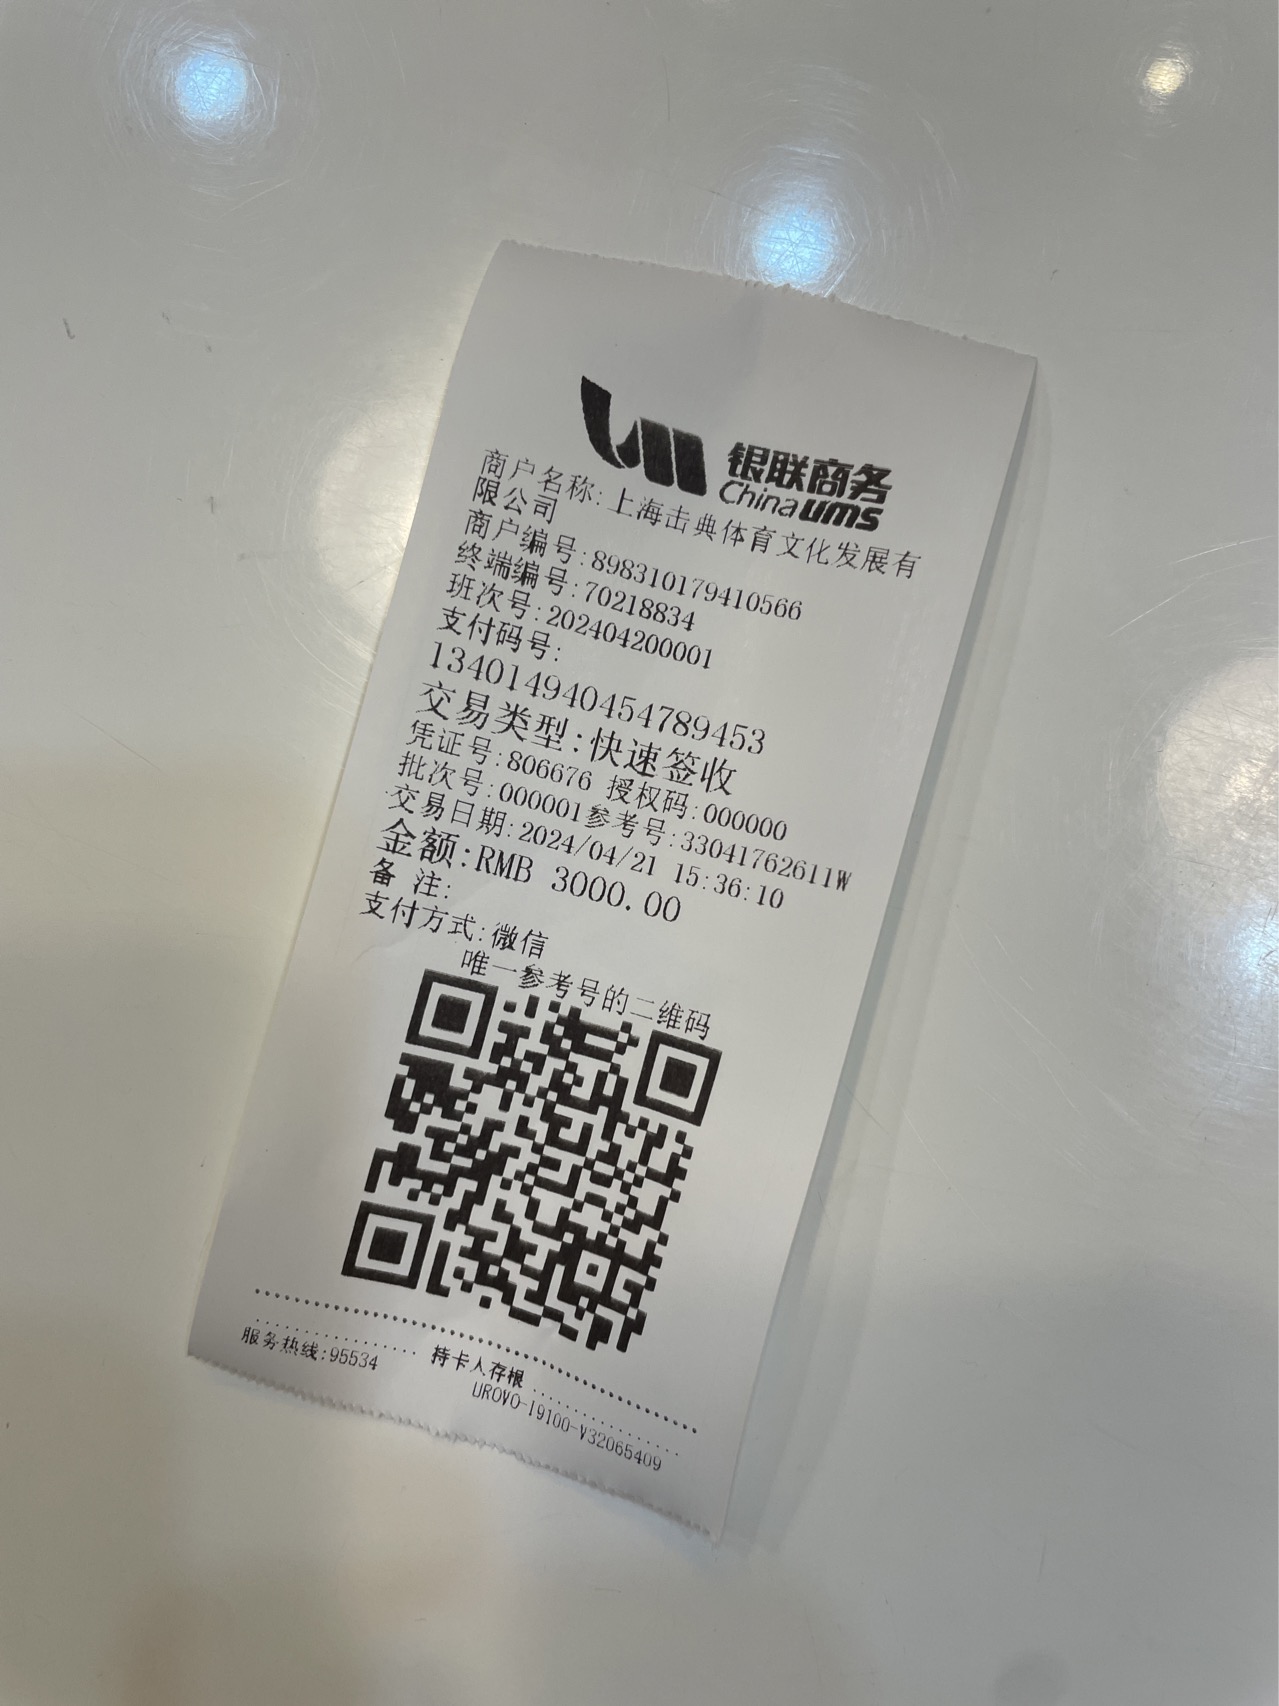 银联商务
Chinaums
商户名称:上海击典体育文化发展有
限公司
商户编号:898310179410566
终端编号:70218834
班次号:202404200001
支付码号:
134014940454789453
交易类型:快速签收
凭证号:806676 授权码:000000
批次号:000001参考号:33041762611W
交易日期:2024/04/21 15:36:10
金额:RMB 3000.00
备 注:
支付方式:微信
唯一参考号的二维码
持卡人存根
服务热线:95534
UROVO-I9100-V32065409